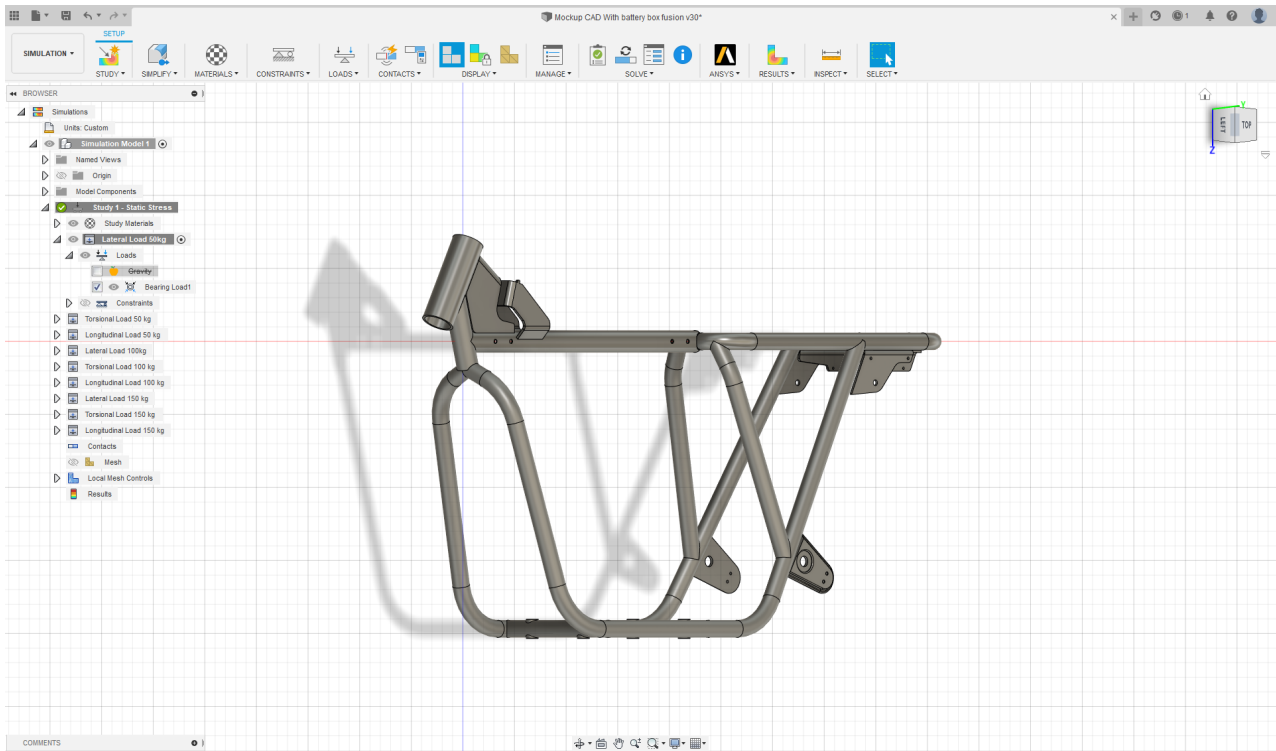 Mockup CAD With battery box fusion v30*
1
SETUP
SIMULATION
STUDY
SIMPLIFY
MATERIALS
CONSTRAINTS
LOADS
CONTACTS
DISPLAY
MANAGE
SOLVE
ANSYS
RESULTS
INSPECT
SELECT
BROWSER
Simulations
Units: Custom
Simulation Model 1
Named Views
Origin
Model Components
Study 1 - Static Stress
Study Materials
Lateral Load 50kg
Loads
Gravity
Bearing Load1
Constraints
Torsional Load 50 kg
Longitudinal Load 50 kg
Lateral Load 100kg
Torsional Load 100 kg
Longitudinal Load 100 kg
Lateral Load 150 kg
Torsional Load 150 kg
Longitudinal Load 150 kg
Contacts
Mesh
Local Mesh Controls
Results
Y
LEFT
TOP
Z
COMMENTS